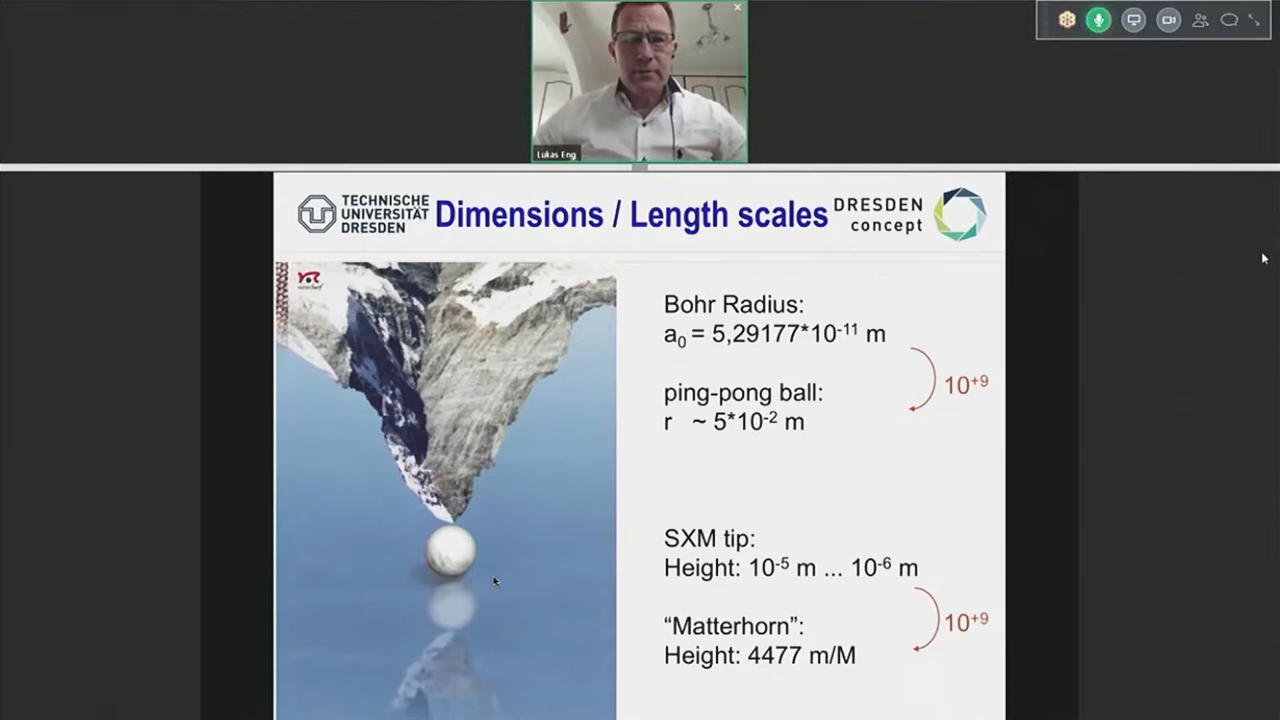 Lukas Eng
TECHNISCHE
UNIVERSITÄT
DRESDEN
Dimensions / Length scales
DRESDEN
concept
Bohr Radius:
a₀ = 5,29177*10⁻¹¹ m
10⁺⁹
ping-pong ball:
r ~ 5*10⁻² m
SXM tip:
Height: 10⁻⁵ m ... 10⁻⁶ m
10⁺⁹
“Matterhorn”:
Height: 4477 m/M